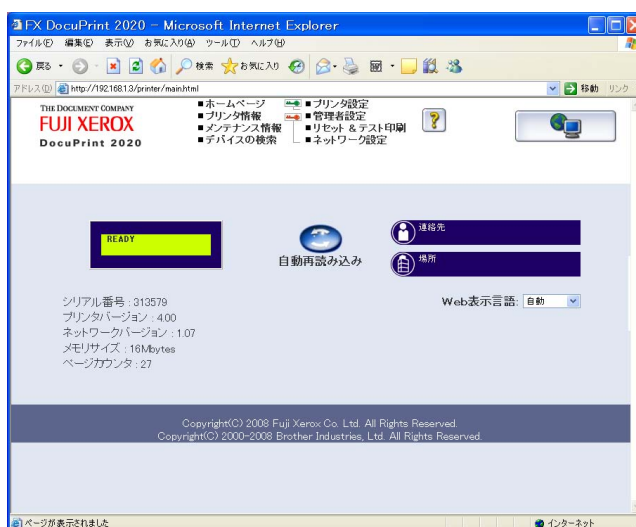 FX DocuPrint 2020 - Microsoft Internet Explorer
ファイル(F) 編集(E) 表示(V) お気に入り(A) ツール(T) ヘルプ(H)
戻る 検索 お気に入り
アドレス(D) http://192.168.1.3/printer/main.html 移動 リンク
THE DOCUMENT COMPANY
FUJI XEROX
DocuPrint 2020
■ホームページ ■プリンタ設定
■プリンタ情報 ■管理者設定
■メンテナンス情報 ■リセット & テスト印刷
■デバイスの検索 ■ネットワーク設定
READY
自動再読み込み
連絡先
場所
シリアル番号 : 313579
プリンタバージョン : 4.00
ネットワークバージョン : 1.07
メモリサイズ : 16Mbytes
ページカウンタ : 27
Web表示言語: 自動
Copyright(C) 2008 Fuji Xerox Co. Ltd. All Rights Reserved.
Copyright(C) 2000-2008 Brother Industries, Ltd. All Rights Reserved.
ページが表示されました インターネット